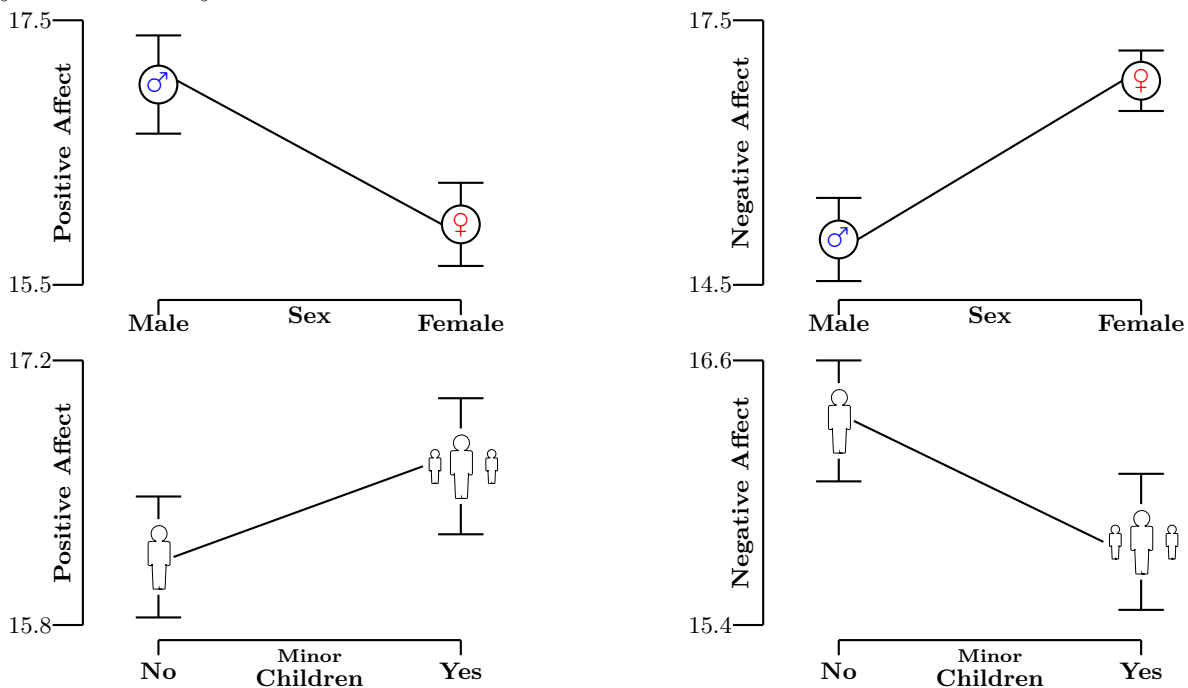 17.5
Positive Affect
15.5
Male
Sex
Female
17.5
Negative Affect
14.5
Male
Sex
Female
17.2
Positive Affect
15.8
No
Minor
Children
Yes
16.6
Negative Affect
15.4
No
Minor
Children
Yes